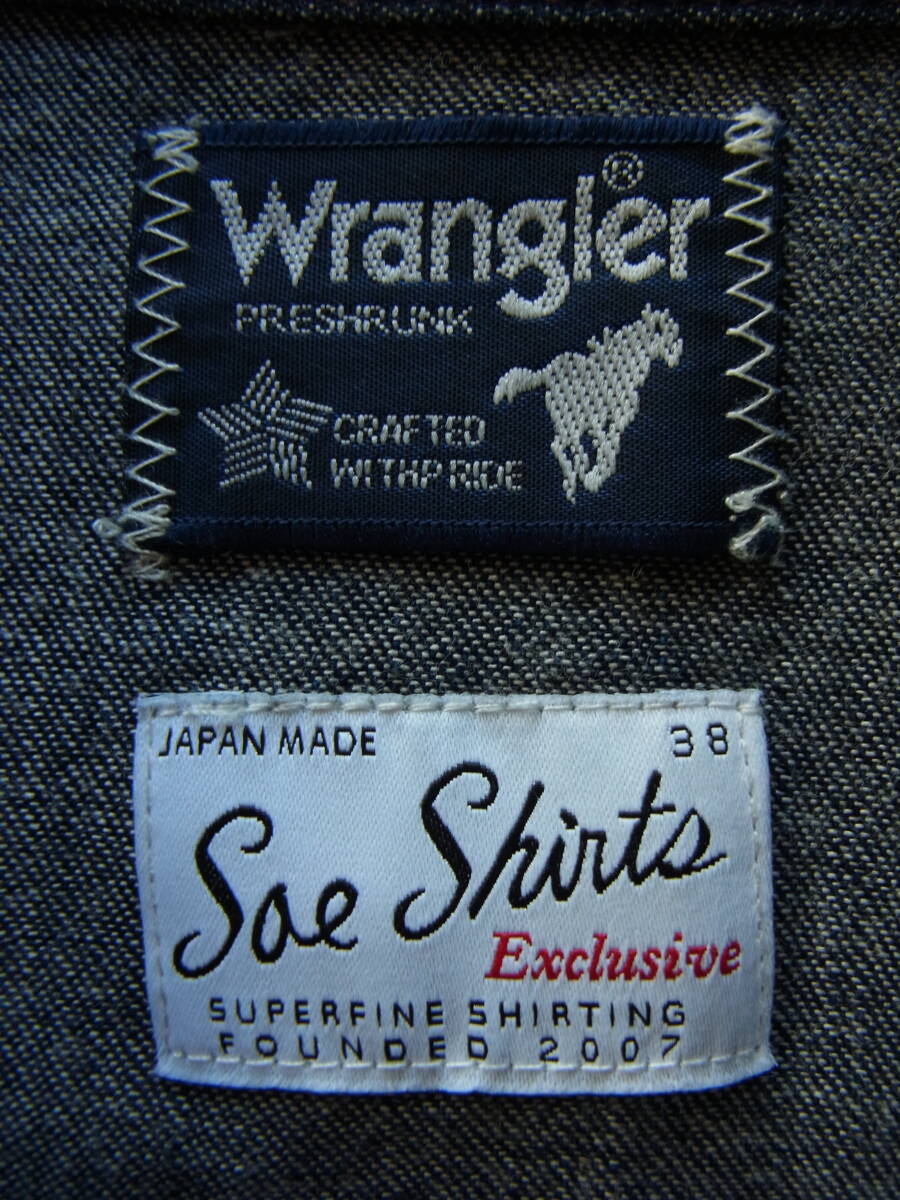 Wrangler®
PRESHRUNK
CRAFTED
WITH PRIDE
JAPAN MADE 38
Soe Shirts
Exclusive
SUPERFINE SHIRTING
FOUNDED 2007